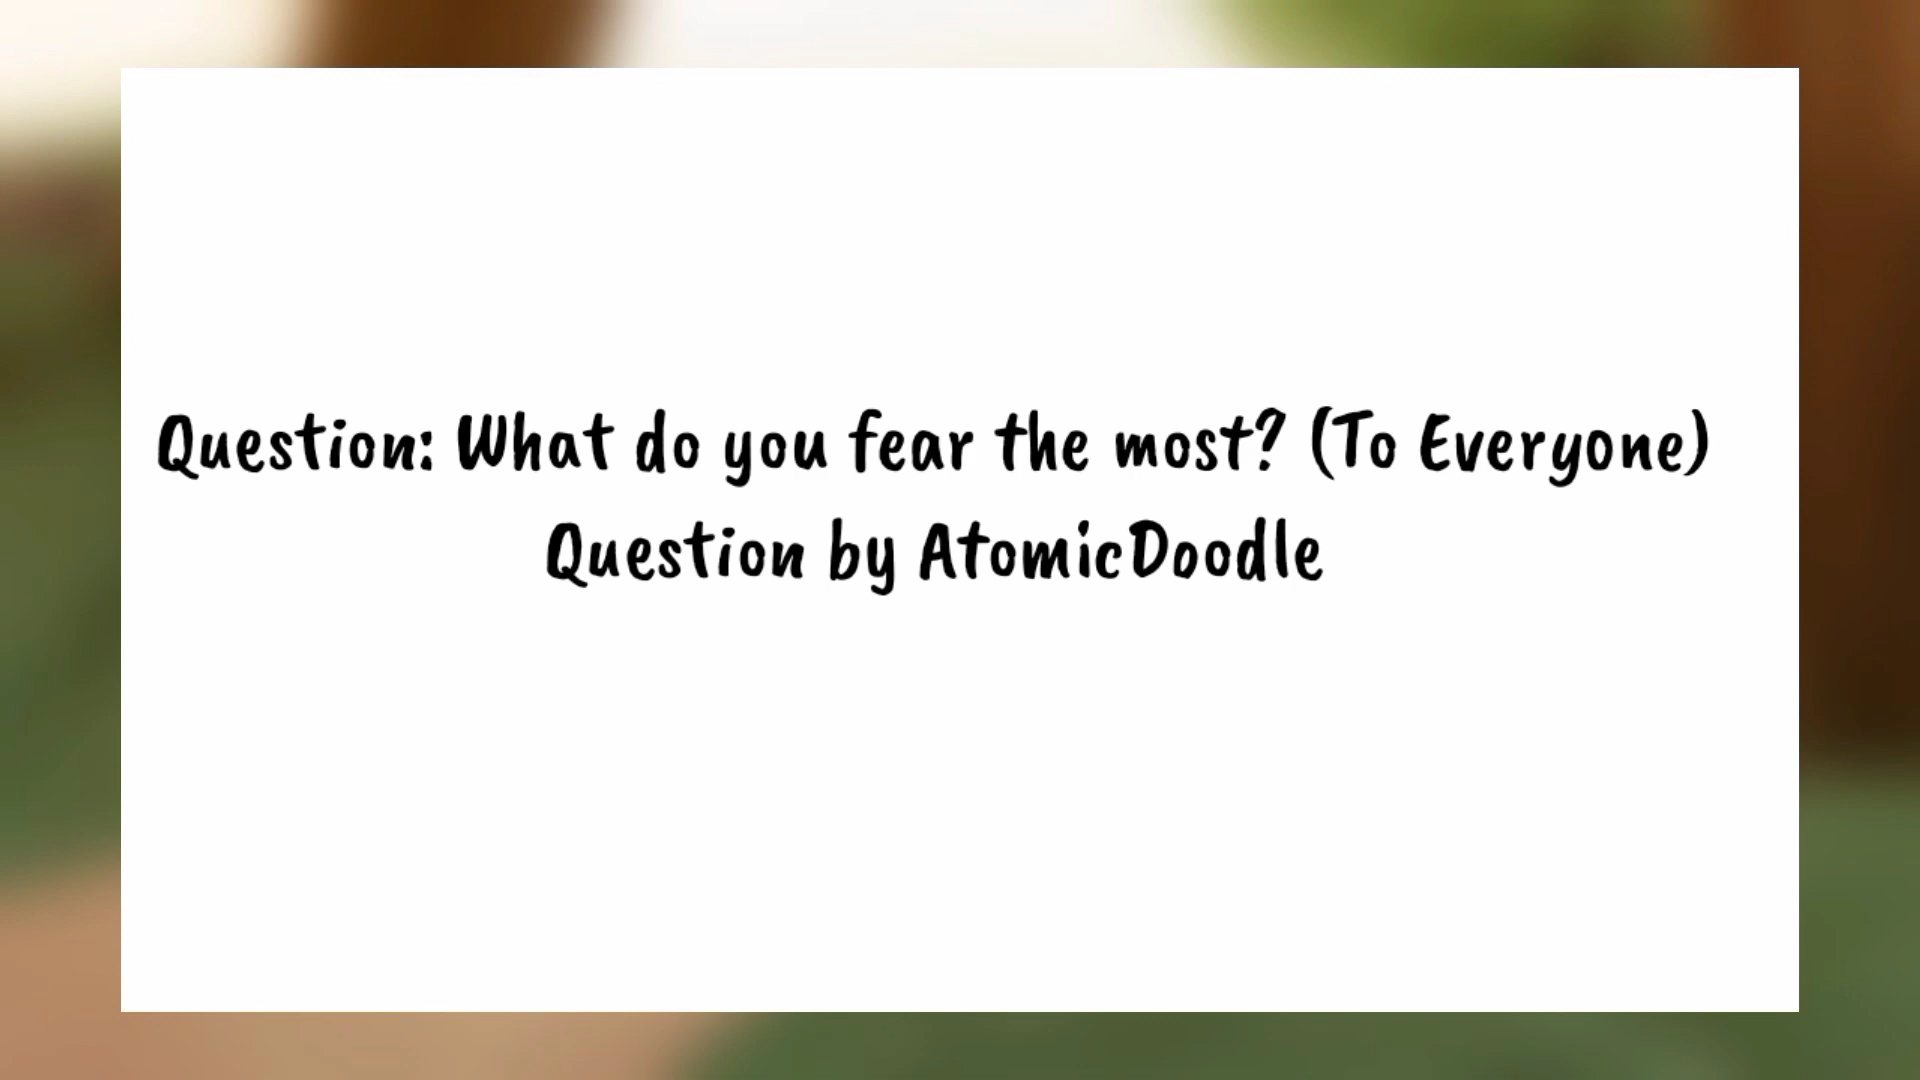 Question: What do you fear the most? (To Everyone)
Question by AtomicDoodle